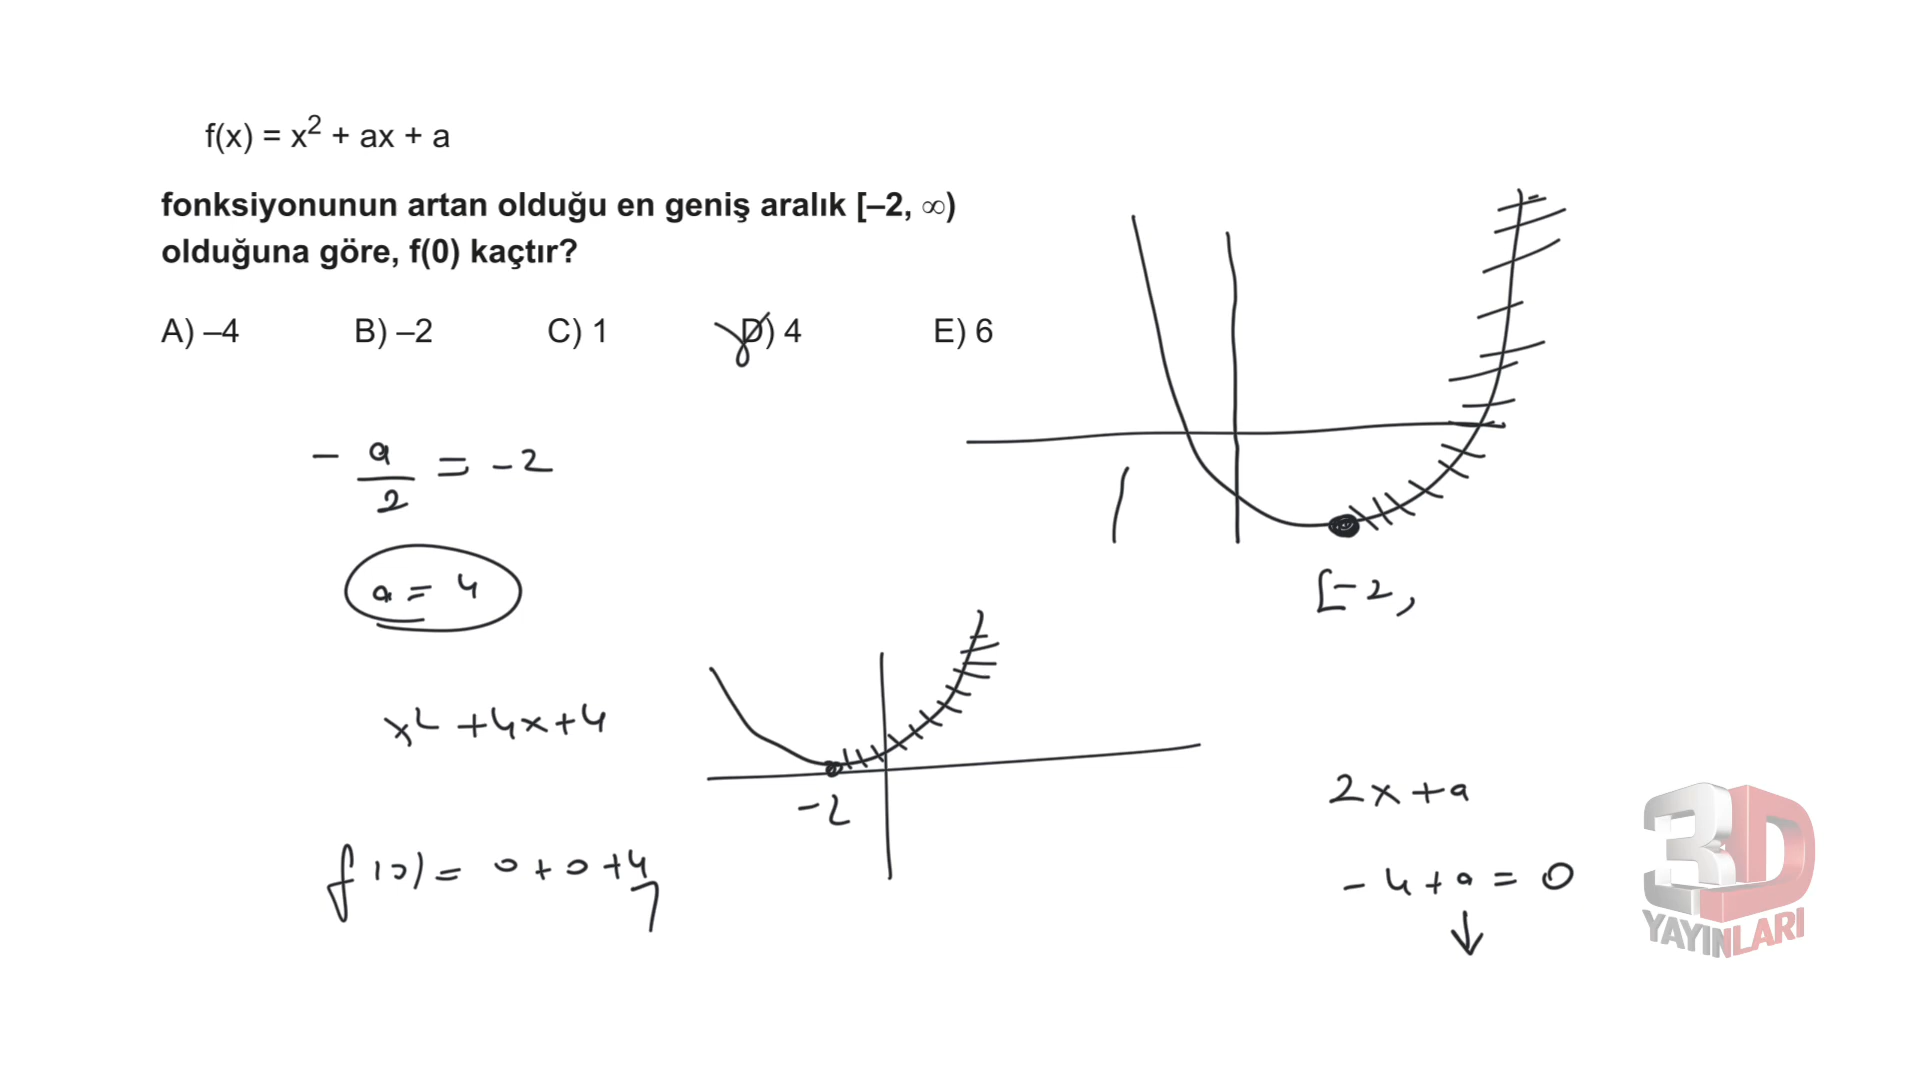 f(x) = x² + ax + a
fonksiyonunun artan olduğu en geniş aralık [–2, ∞)
olduğuna göre, f(0) kaçtır?
A) –4 B) –2 C) 1 D) 4 E) 6
- a/2 = -2
a = 4
[-2,
x² + 4x + 4
-2
2x + a
f(0) = 0 + 0 + 4
-4 + a = 0
3D
YAYINLARI